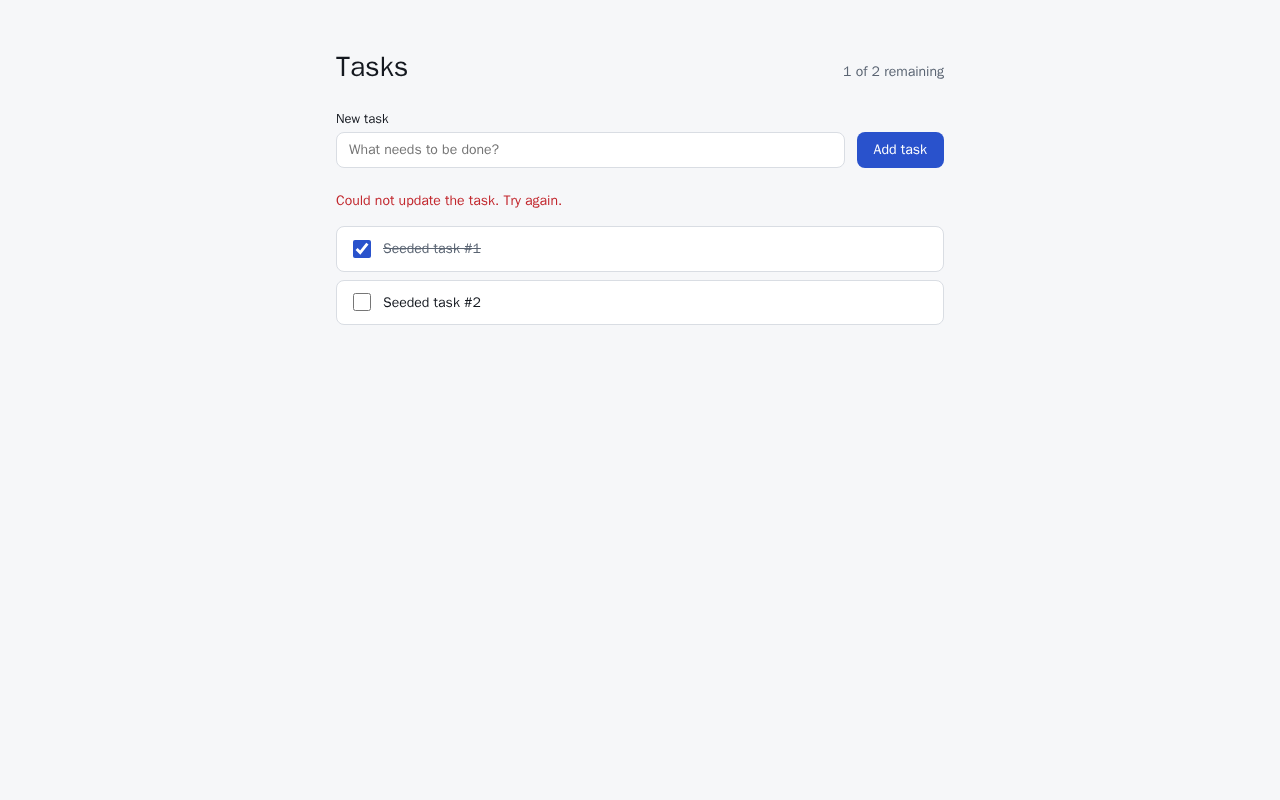 Tasks
1 of 2 remaining
New task
What needs to be done?
Add task
Could not update the task. Try again.
Seeded task #1
Seeded task #2